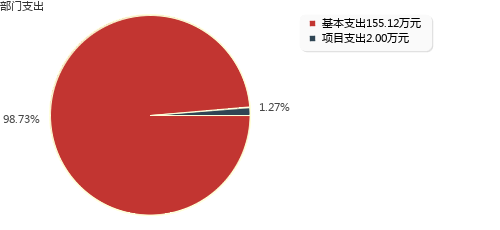 部门支出
基本支出155.12万元
项目支出2.00万元
1.27%
98.73%